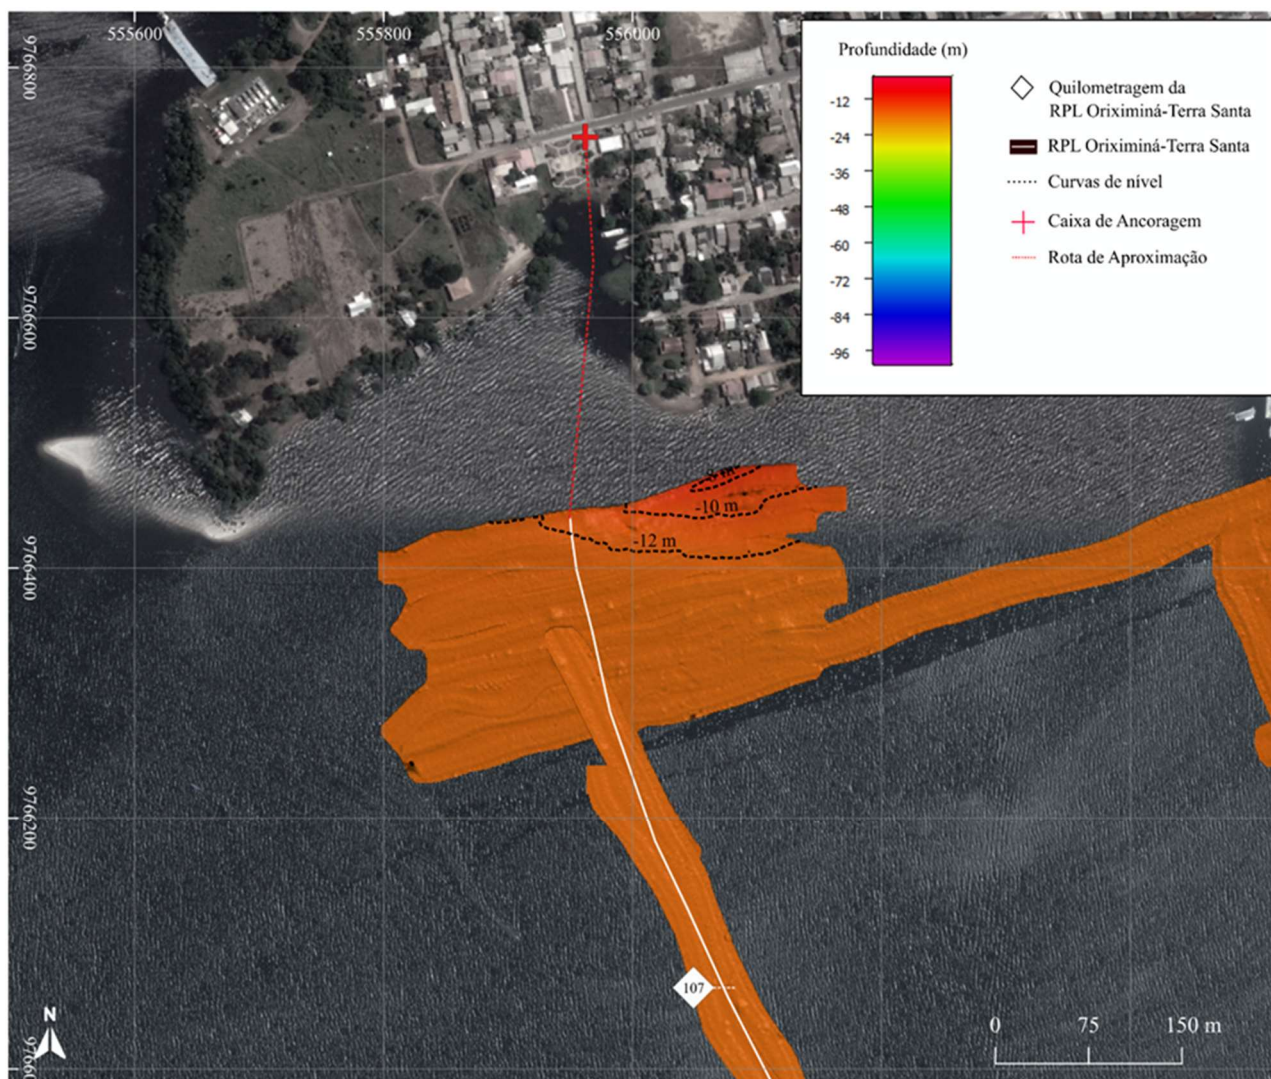 555600
555800
556000
9766800
9766600
9766400
9766200
Profundidade (m)
-12
-24
-36
-48
-60
-72
-84
-96
Quilometragem da
RPL Oriximiná-Terra Santa
RPL Oriximiná-Terra Santa
Curvas de nível
Caixa de Ancoragem
Rota de Aproximação
-10 m
-12 m
107
N
0 75 150 m